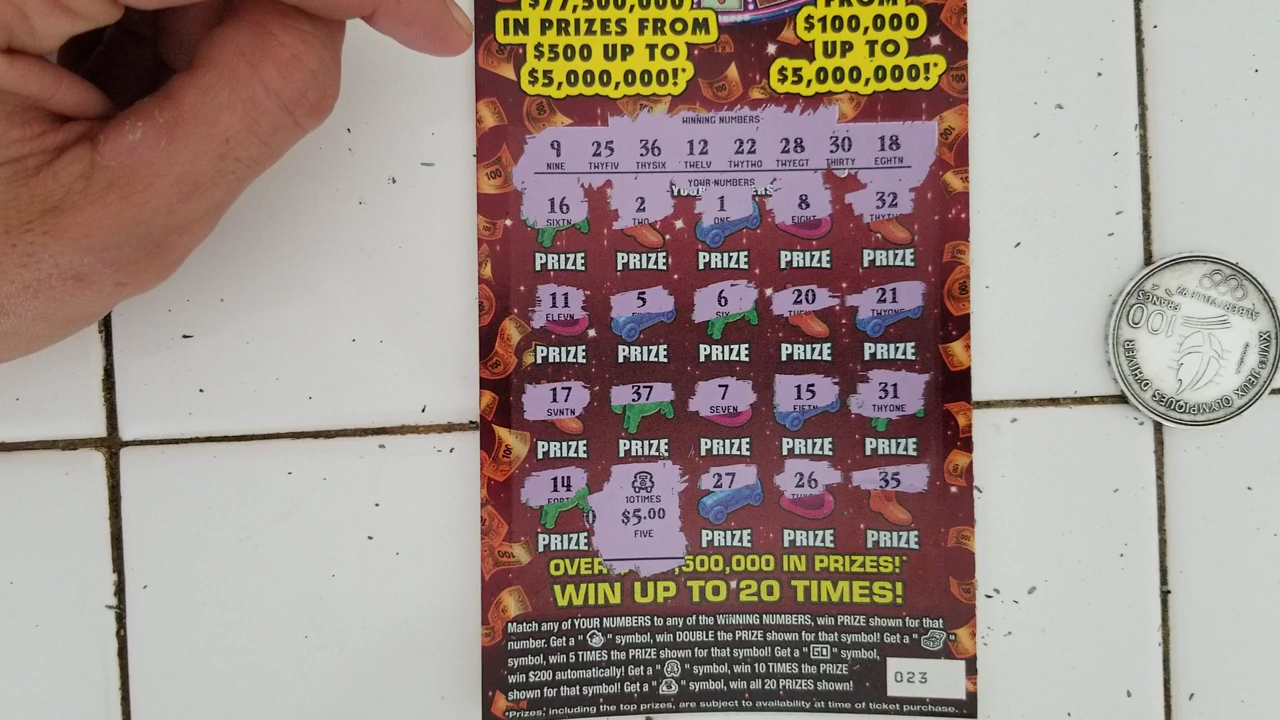 $77,500,000
IN PRIZES FROM
$500 UP TO
$5,000,000!*
FROM
$100,000
UP TO
$5,000,000!*
WINNING NUMBERS
9 25 36 12 22 28 30 18
NINE TWYFIV THYSIX TWELV TWYTWO TWYEGT THIRTY EGHTN
YOUR NUMBERS
16 2 1 8 32
SIXTN TWO ONE EIGHT THYTW
PRIZE PRIZE PRIZE PRIZE PRIZE
11 5 6 20 21
ELEVN SIX TWYONE
PRIZE PRIZE PRIZE PRIZE PRIZE
17 37 7 15 31
SVNTN SEVEN FIFTN THYONE
PRIZE PRIZE PRIZE PRIZE PRIZE
14 10TIMES 27 26 35
$5.00
FIVE
PRIZE PRIZE PRIZE PRIZE
OVER 500,000 IN PRIZES!*
WIN UP TO 20 TIMES!
Match any of YOUR NUMBERS to any of the WINNING NUMBERS, win PRIZE shown for that
number. Get a " " symbol, win DOUBLE the PRIZE shown for that symbol! Get a " "
symbol, win 5 TIMES the PRIZE shown for that symbol! Get a " GO " symbol,
win $200 automatically! Get a " " symbol, win 10 TIMES the PRIZE
shown for that symbol! Get a " " symbol, win all 20 PRIZES shown!
023
*Prizes, including the top prizes, are subject to availability at time of ticket purchase.
XVIES JEUX OLYMPIQUES D'HIVER
100
FRANCS
ALBERTVILLE 92